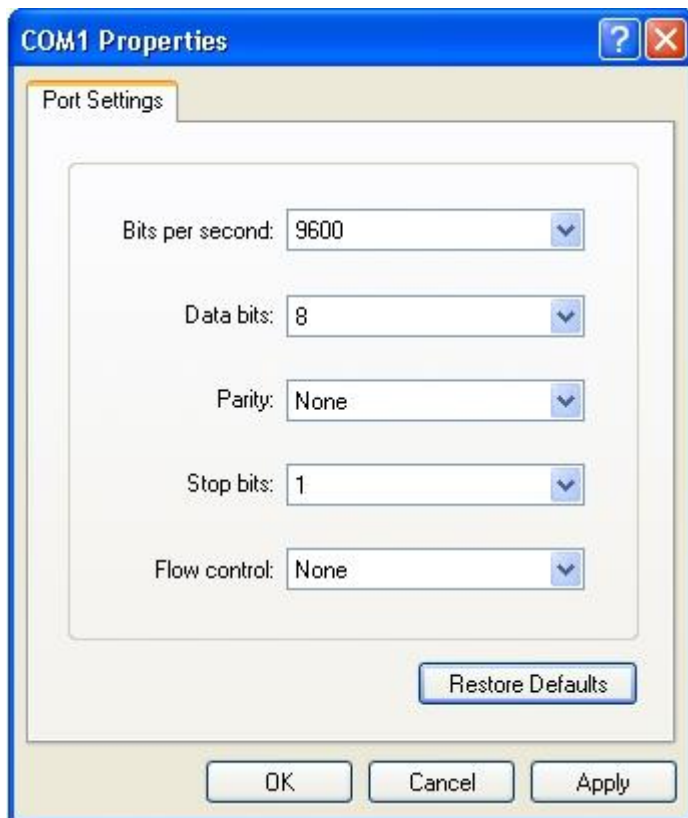 COM1 Properties ?
Port Settings
Bits per second: 9600
Data bits: 8
Parity: None
Stop bits: 1
Flow control: None
Restore Defaults
OK Cancel Apply